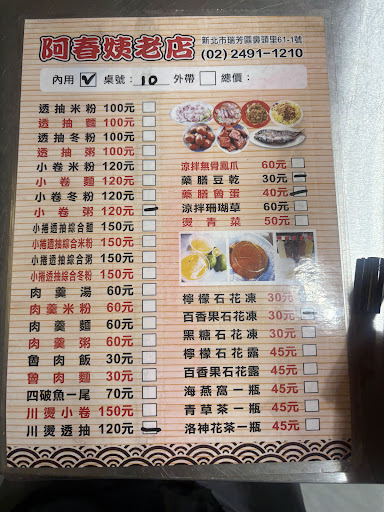 阿春姨老店
新北市瑞芳區鼻頭里61-1號
(02) 2491-1210
內用 桌號: 10 外帶 總價:
透抽米粉 100元
透抽麵 100元
透抽冬粉 100元
透抽粥 100元
小卷米粉 120元
小卷麵 120元
小卷冬粉 120元
小卷粥 120元
小捲透抽綜合麵 150元
小捲透抽綜合米粉 150元
小捲透抽綜合粥 150元
小捲透抽綜合冬粉 150元
肉羹湯 60元
肉羹米粉 60元
肉羹麵 60元
肉羹粥 60元
魯肉飯 30元
魯肉麵 30元
四破魚一尾 70元
川燙小卷 150元
川燙透抽 120元
涼拌無骨鳳爪 60元
藥膳豆乾 30元
藥膳滷蛋 40元
涼拌珊瑚草 60元
燙青菜 50元
檸檬石花凍 30元
百香果石花凍 30元
黑糖石花凍 30元
檸檬石花露 45元
百香果石花露 45元
海燕窩一瓶 45元
青草茶一瓶 45元
洛神花茶一瓶 45元